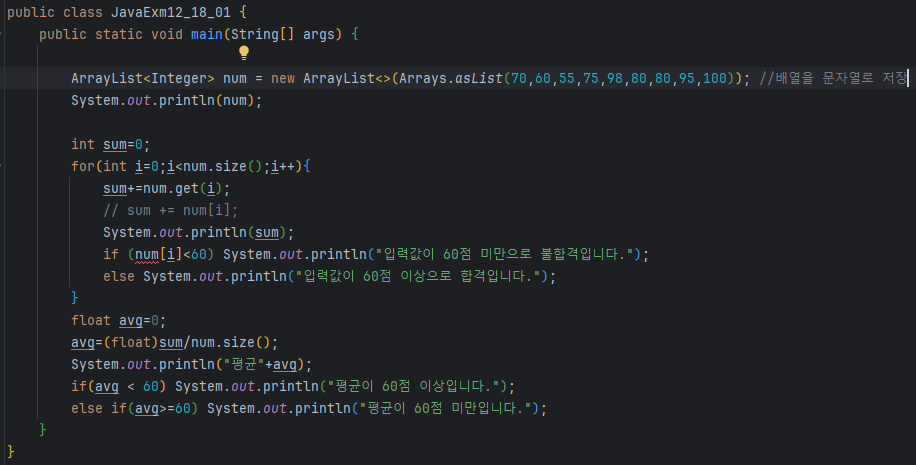 public class JavaExm12_18_01 {
public static void main(String[] args) {
ArrayList<Integer> num = new ArrayList<>(Arrays.asList(70,60,55,75,98,80,80,95,100)); //배열을 문자열로 저장
System.out.println(num);
int sum=0;
for(int i=0;i<num.size();i++){
sum+=num.get(i);
// sum += num[i];
System.out.println(sum);
if (num[i]<60) System.out.println("입력값이 60점 미만으로 불합격입니다.");
else System.out.println("입력값이 60점 이상으로 합격입니다.");
}
float avg=0;
avg=(float)sum/num.size();
System.out.println("평균"+avg);
if(avg < 60) System.out.println("평균이 60점 이상입니다.");
else if(avg>=60) System.out.println("평균이 60점 미만입니다.");
}
}